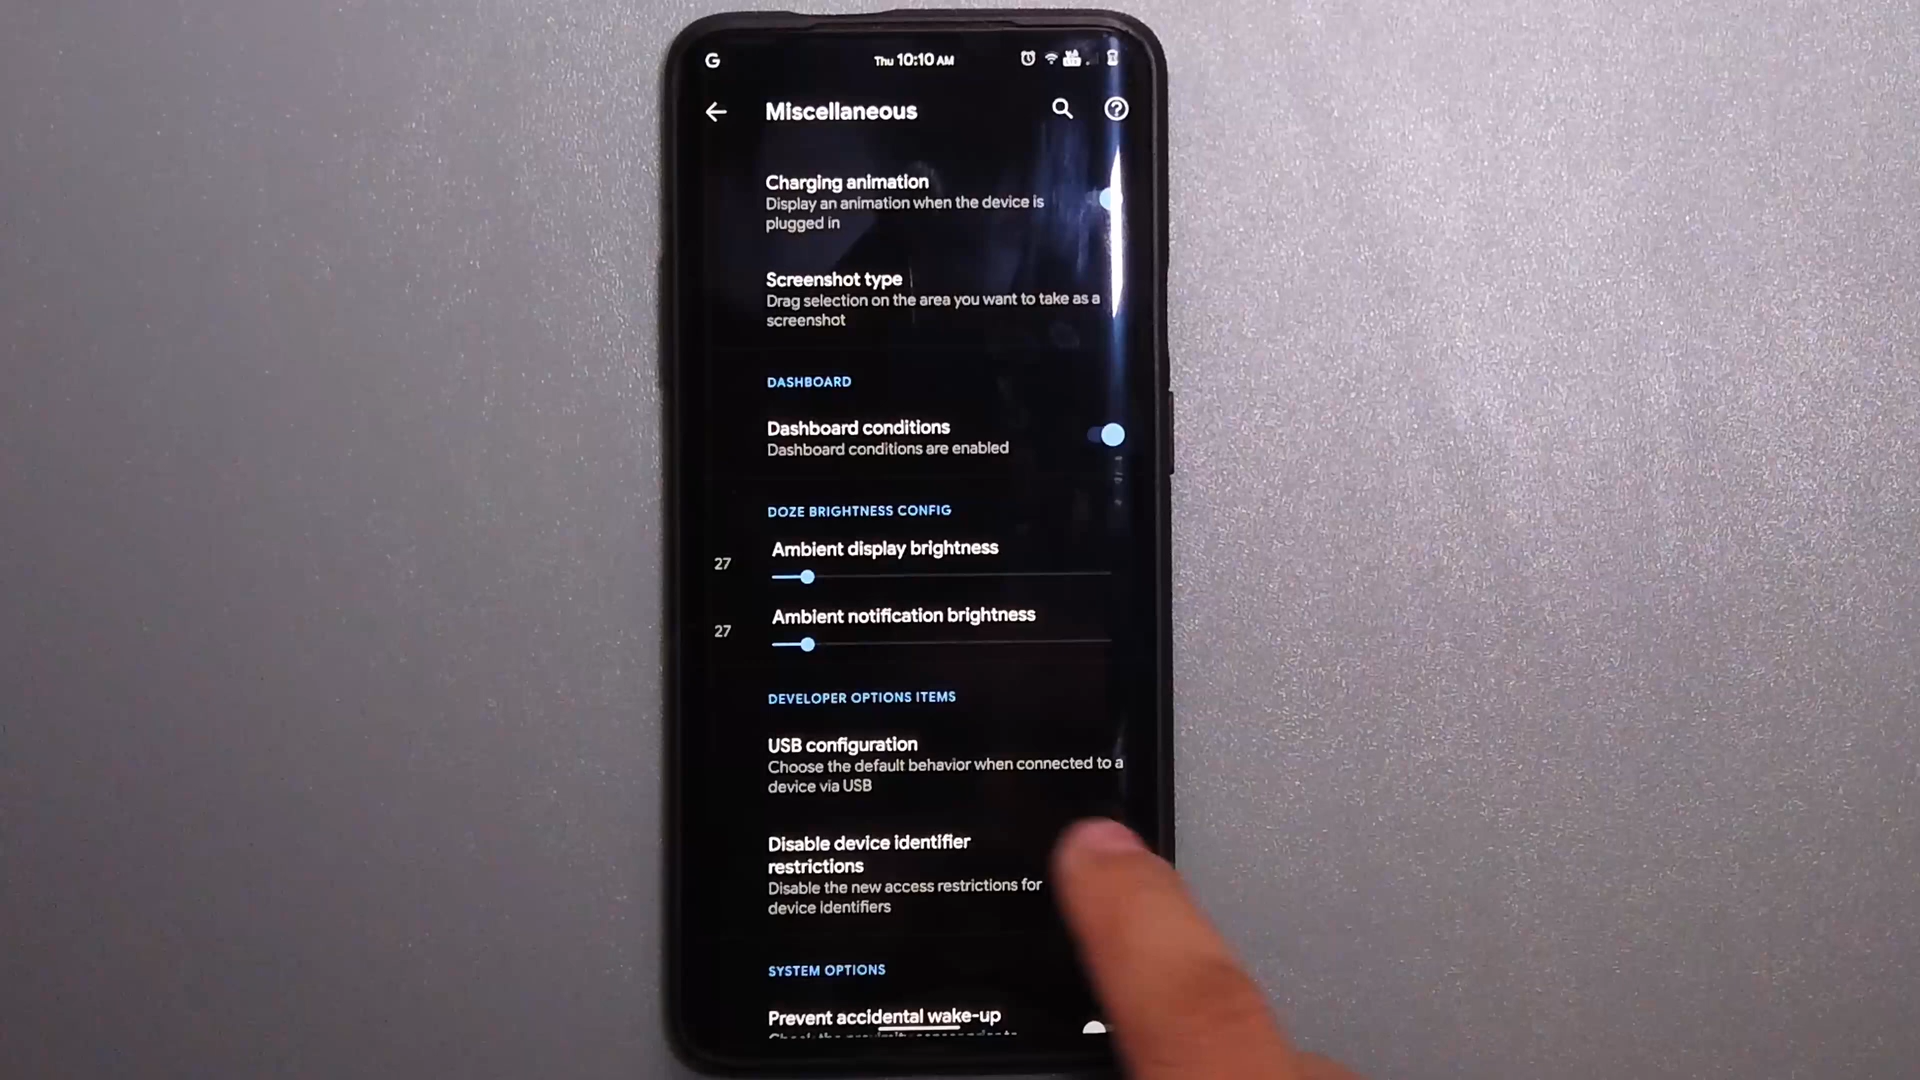 G
Thu 10:10 AM
Miscellaneous
Charging animation
Display an animation when the device is
plugged in
Screenshot type
Drag selection on the area you want to take as a
screenshot
DASHBOARD
Dashboard conditions
Dashboard conditions are enabled
DOZE BRIGHTNESS CONFIG
Ambient display brightness
27
Ambient notification brightness
27
DEVELOPER OPTIONS ITEMS
USB configuration
Choose the default behavior when connected to a
device via USB
Disable device identifier
restrictions
Disable the new access restrictions for
device identifiers
SYSTEM OPTIONS
Prevent accidental wake-up